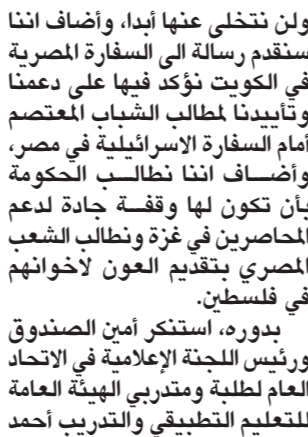 ولن نتخلى عنها أبدا، وأضاف اننا
سنقدم رسالة الى السفارة المصرية
في الكويت نؤكد فيها على دعمنا
وتأييدنا لمطالب الشباب المعتصم
أمام السفارة الاسرائيلية في مصر،
وأضاف اننا نطالب الحكومة
بأن تكون لها وقفة جادة لدعم
المحاصرين في غزة ونطالب الشعب
المصري بتقديم العون لاخوانهم
في فلسطين.
بدوره، استنكر أمين الصندوق
ورئيس اللجنة الإعلامية في الاتحاد
العام لطلبة ومتدربي الهيئة العامة
للتعليم التطبيقي والتدريب أحمد